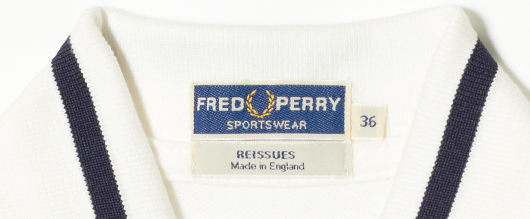 FRED PERRY
SPORTSWEAR
36
REISSUES
Made in England